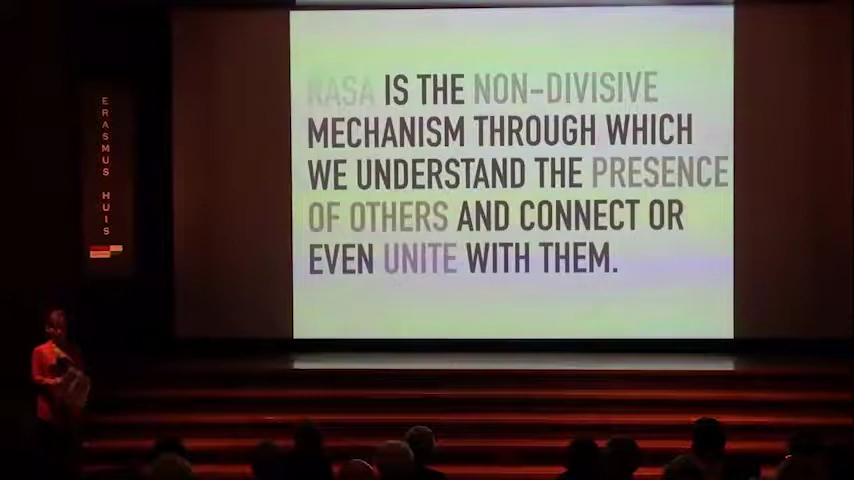 ERASMUS HUIS
RASA IS THE NON-DIVISIVE
MECHANISM THROUGH WHICH
WE UNDERSTAND THE PRESENCE
OF OTHERS AND CONNECT OR
EVEN UNITE WITH THEM.